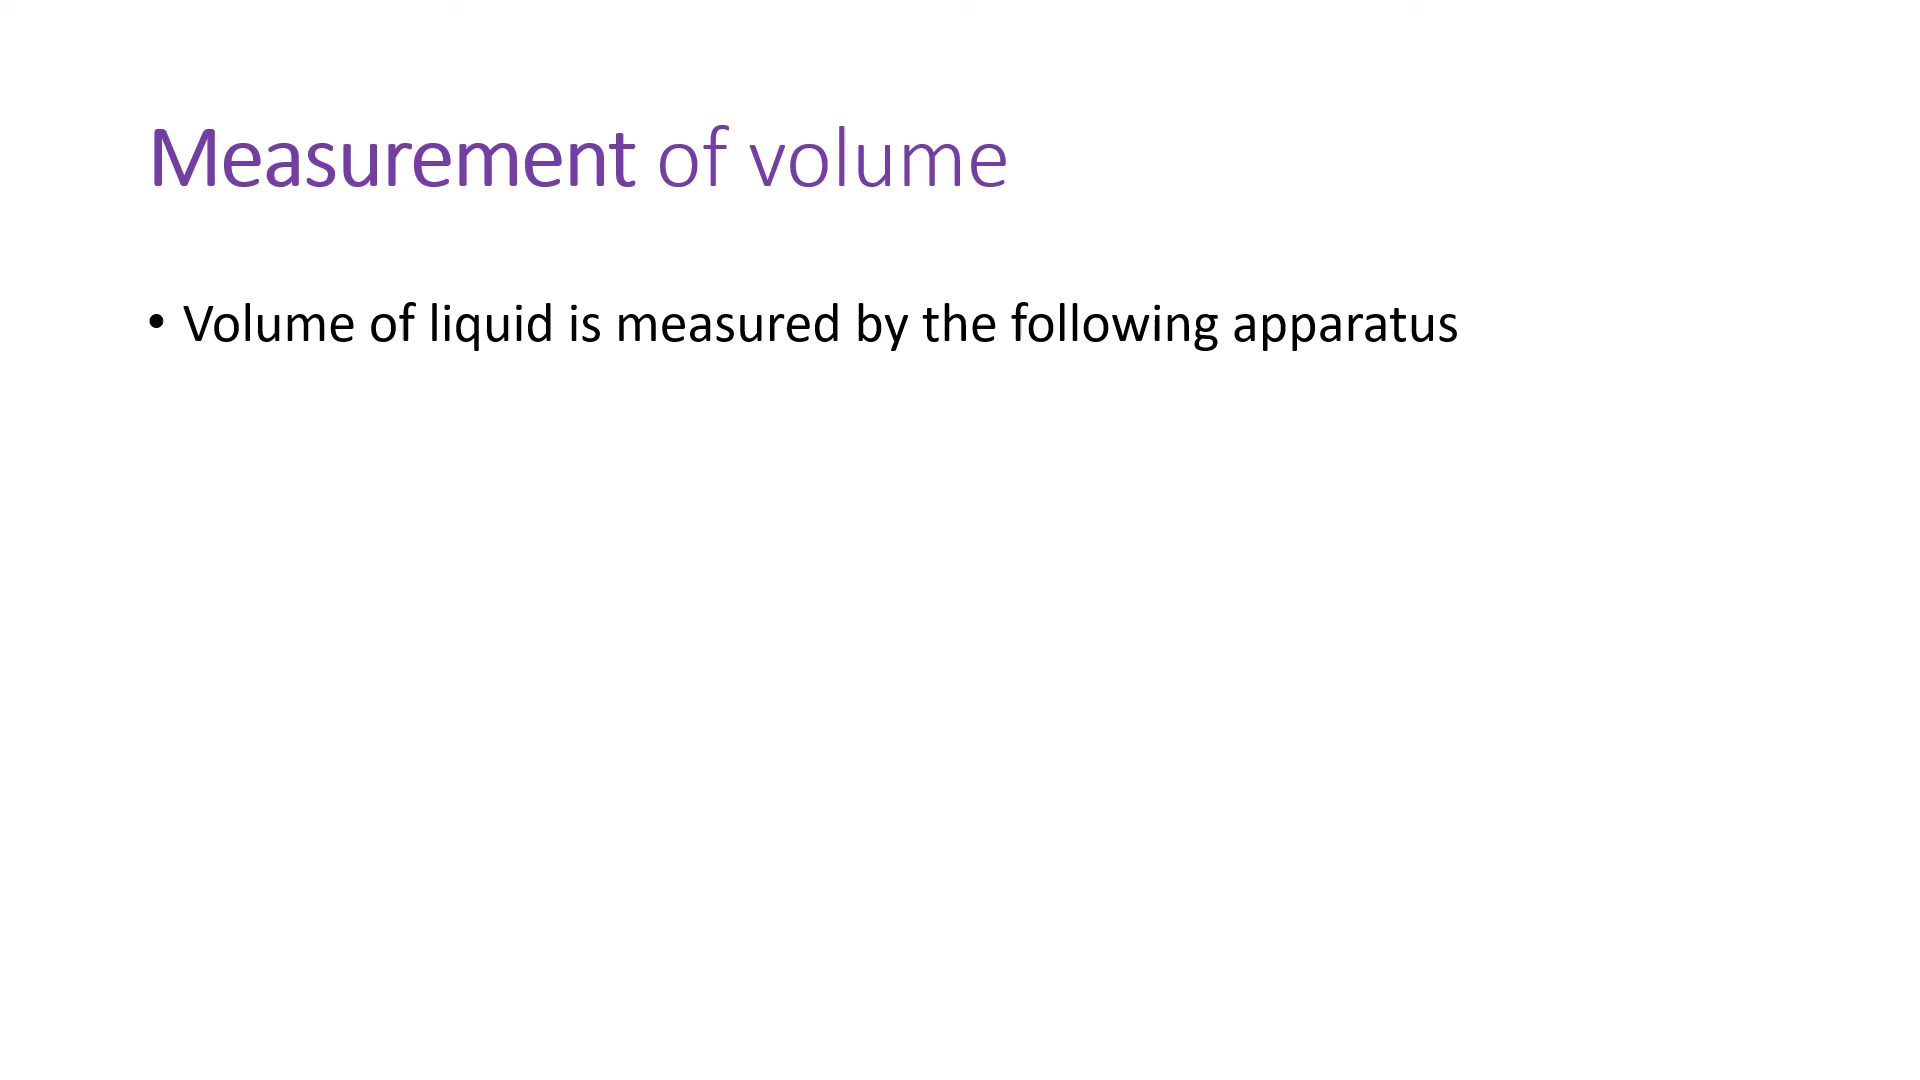 Measurement of volume
• Volume of liquid is measured by the following apparatus